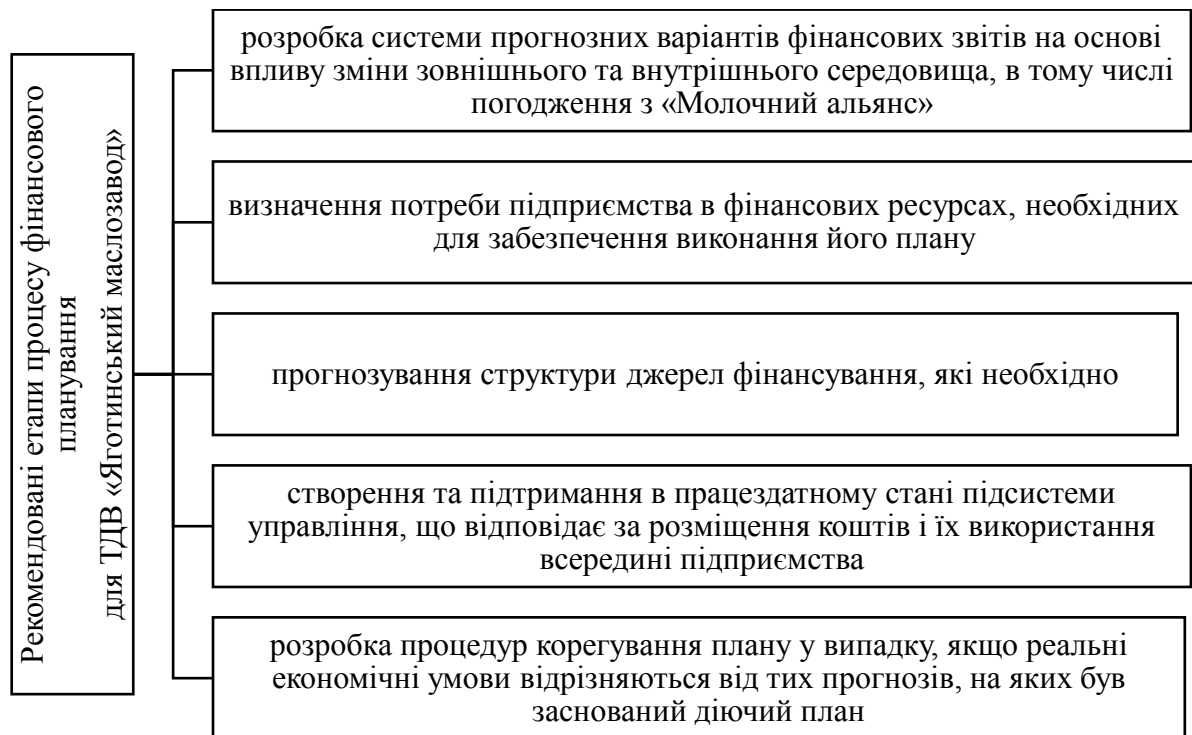 Рекомендовані етапи процесу фінансового
планування
для ТДВ «Яготинський маслозавод»
розробка системи прогнозних варіантів фінансових звітів на основі
впливу зміни зовнішнього та внутрішнього середовища, в тому числі
погодження з «Молочний альянс»
визначення потреби підприємства в фінансових ресурсах, необхідних
для забезпечення виконання його плану
прогнозування структури джерел фінансування, які необхідно
створення та підтримання в працездатному стані підсистеми
управління, що відповідає за розміщення коштів і їх використання
всередині підприємства
розробка процедур корегування плану у випадку, якщо реальні
економічні умови відрізняються від тих прогнозів, на яких був
заснований діючий план